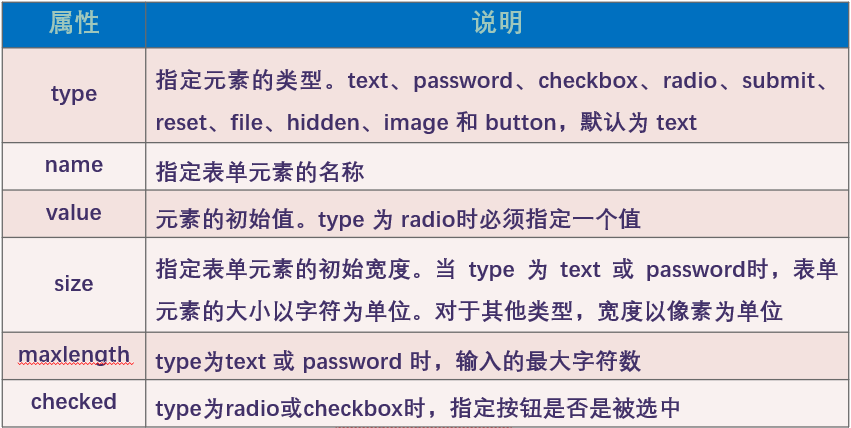 属性 说明
type 指定元素的类型。text、password、checkbox、radio、submit、
reset、file、hidden、image 和 button，默认为 text
name 指定表单元素的名称
value 元素的初始值。type 为 radio时必须指定一个值
size 指定表单元素的初始宽度。当 type 为 text 或 password时，表单
元素的大小以字符为单位。对于其他类型，宽度以像素为单位
maxlength type为text 或 password 时，输入的最大字符数
checked type为radio或checkbox时，指定按钮是否是被选中